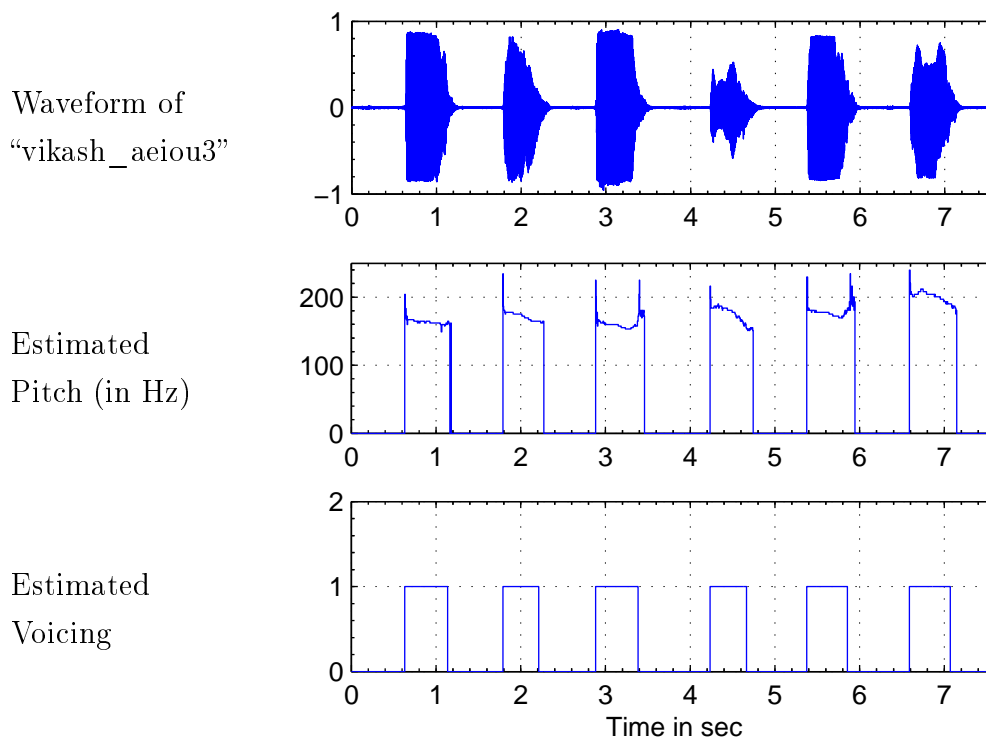 Waveform of
“vikash_aeiou3”
1
0
−1
0 1 2 3 4 5 6 7
Estimated
Pitch (in Hz)
200
100
0
0 1 2 3 4 5 6 7
Estimated
Voicing
2
1
0
0 1 2 3 4 5 6 7
Time in sec